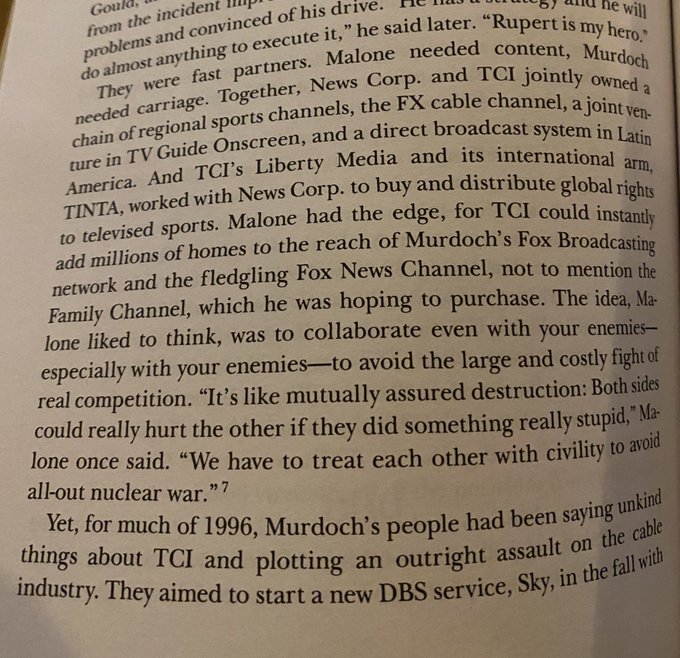 Gould,
from the incident
problems and convinced of his drive. "He has a strategy and he will
do almost anything to execute it," he said later. "Rupert is my hero."
They were fast partners. Malone needed content, Murdoch
needed carriage. Together, News Corp. and TCI jointly owned a
chain of regional sports channels, the FX cable channel, a joint ven-
ture in TV Guide Onscreen, and a direct broadcast system in Latin
America. And TCI's Liberty Media and its international arm,
TINTA, worked with News Corp. to buy and distribute global rights
to televised sports. Malone had the edge, for TCI could instantly
add millions of homes to the reach of Murdoch's Fox Broadcasting
network and the fledgling Fox News Channel, not to mention the
Family Channel, which he was hoping to purchase. The idea, Ma-
lone liked to think, was to collaborate even with your enemies—
especially with your enemies—to avoid the large and costly fight of
real competition. "It's like mutually assured destruction: Both sides
could really hurt the other if they did something really stupid," Ma-
lone once said. "We have to treat each other with civility to avoid
all-out nuclear war." 7
Yet, for much of 1996, Murdoch's people had been saying unkind
things about TCI and plotting an outright assault on the cable
industry. They aimed to start a new DBS service, Sky, in the fall with